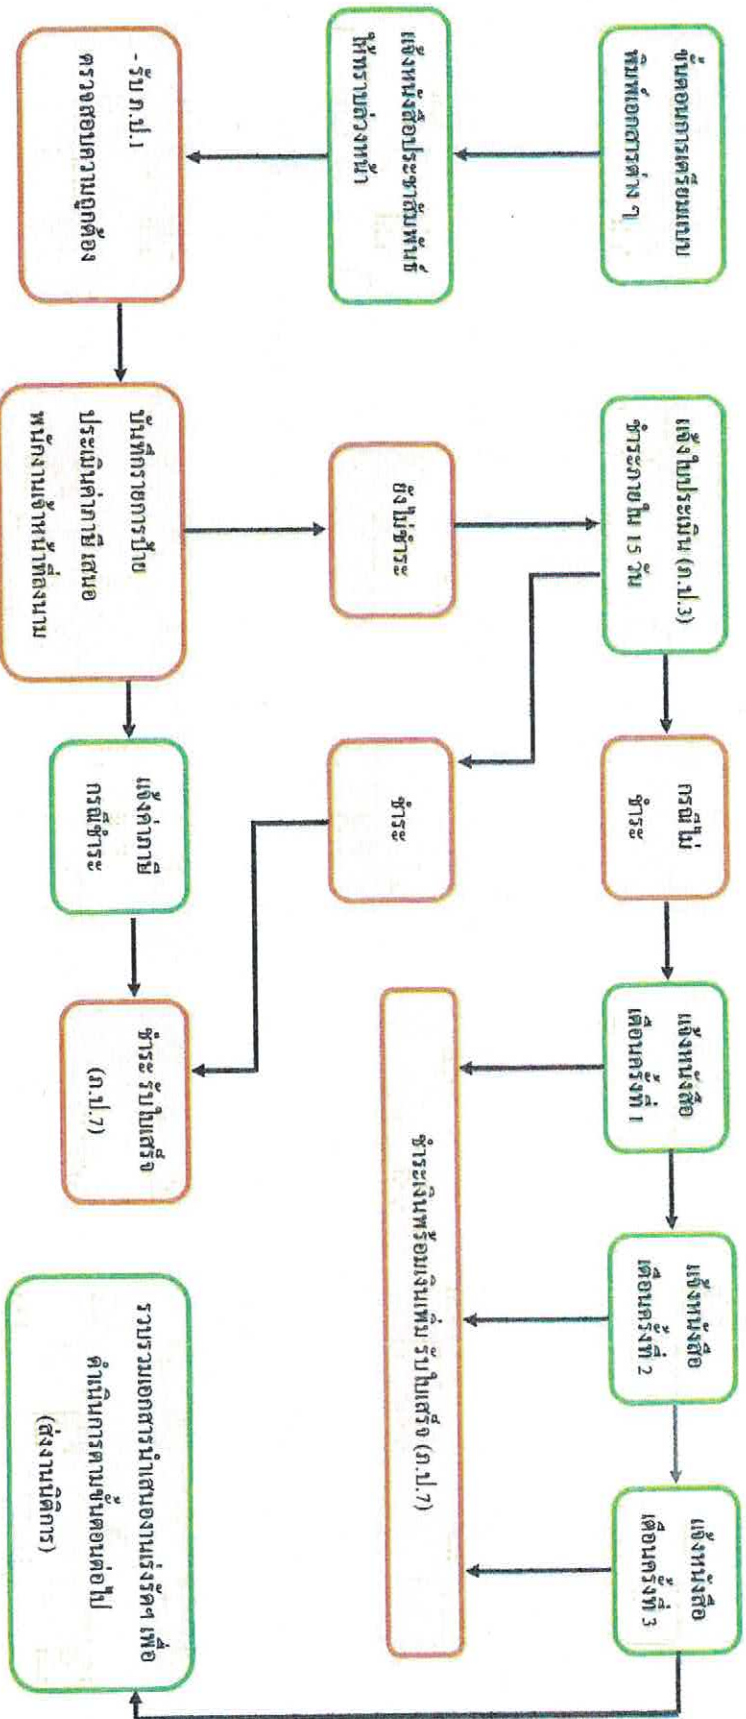 ขั้นตอนการเตรียมแบบ
พิมพ์เอกสารต่าง ๆ
แจ้งหนังสือประชาสัมพันธ์
ให้ทราบล่วงหน้า
- รับ ภ.ป.1
ตรวจสอบความถูกต้อง
บันทึกรายการป้าย
ประเมินค่าภาษี เสนอ
พนักงานเจ้าหน้าที่ลงนาม
ยังไม่ชำระ
แจ้งใบประเมิน (ภ.ป.3)
ชำระภายใน 15 วัน
กรณีไม่
ชำระ
ชำระ
แจ้งค่าภาษี
กรณีชำระ
ชำระ รับใบเสร็จ
(ภ.ป.7)
แจ้งหนังสือ
เตือนครั้งที่ 1
แจ้งหนังสือ
เตือนครั้งที่ 2
แจ้งหนังสือ
เตือนครั้งที่ 3
ชำระเงินพร้อมเงินเพิ่ม รับใบเสร็จ (ภ.ป.7)
รวบรวมเอกสารนำเสนองานเร่งรัดฯ เพื่อ
ดำเนินการตามขั้นตอนต่อไป
(ส่งงานนิติการ)